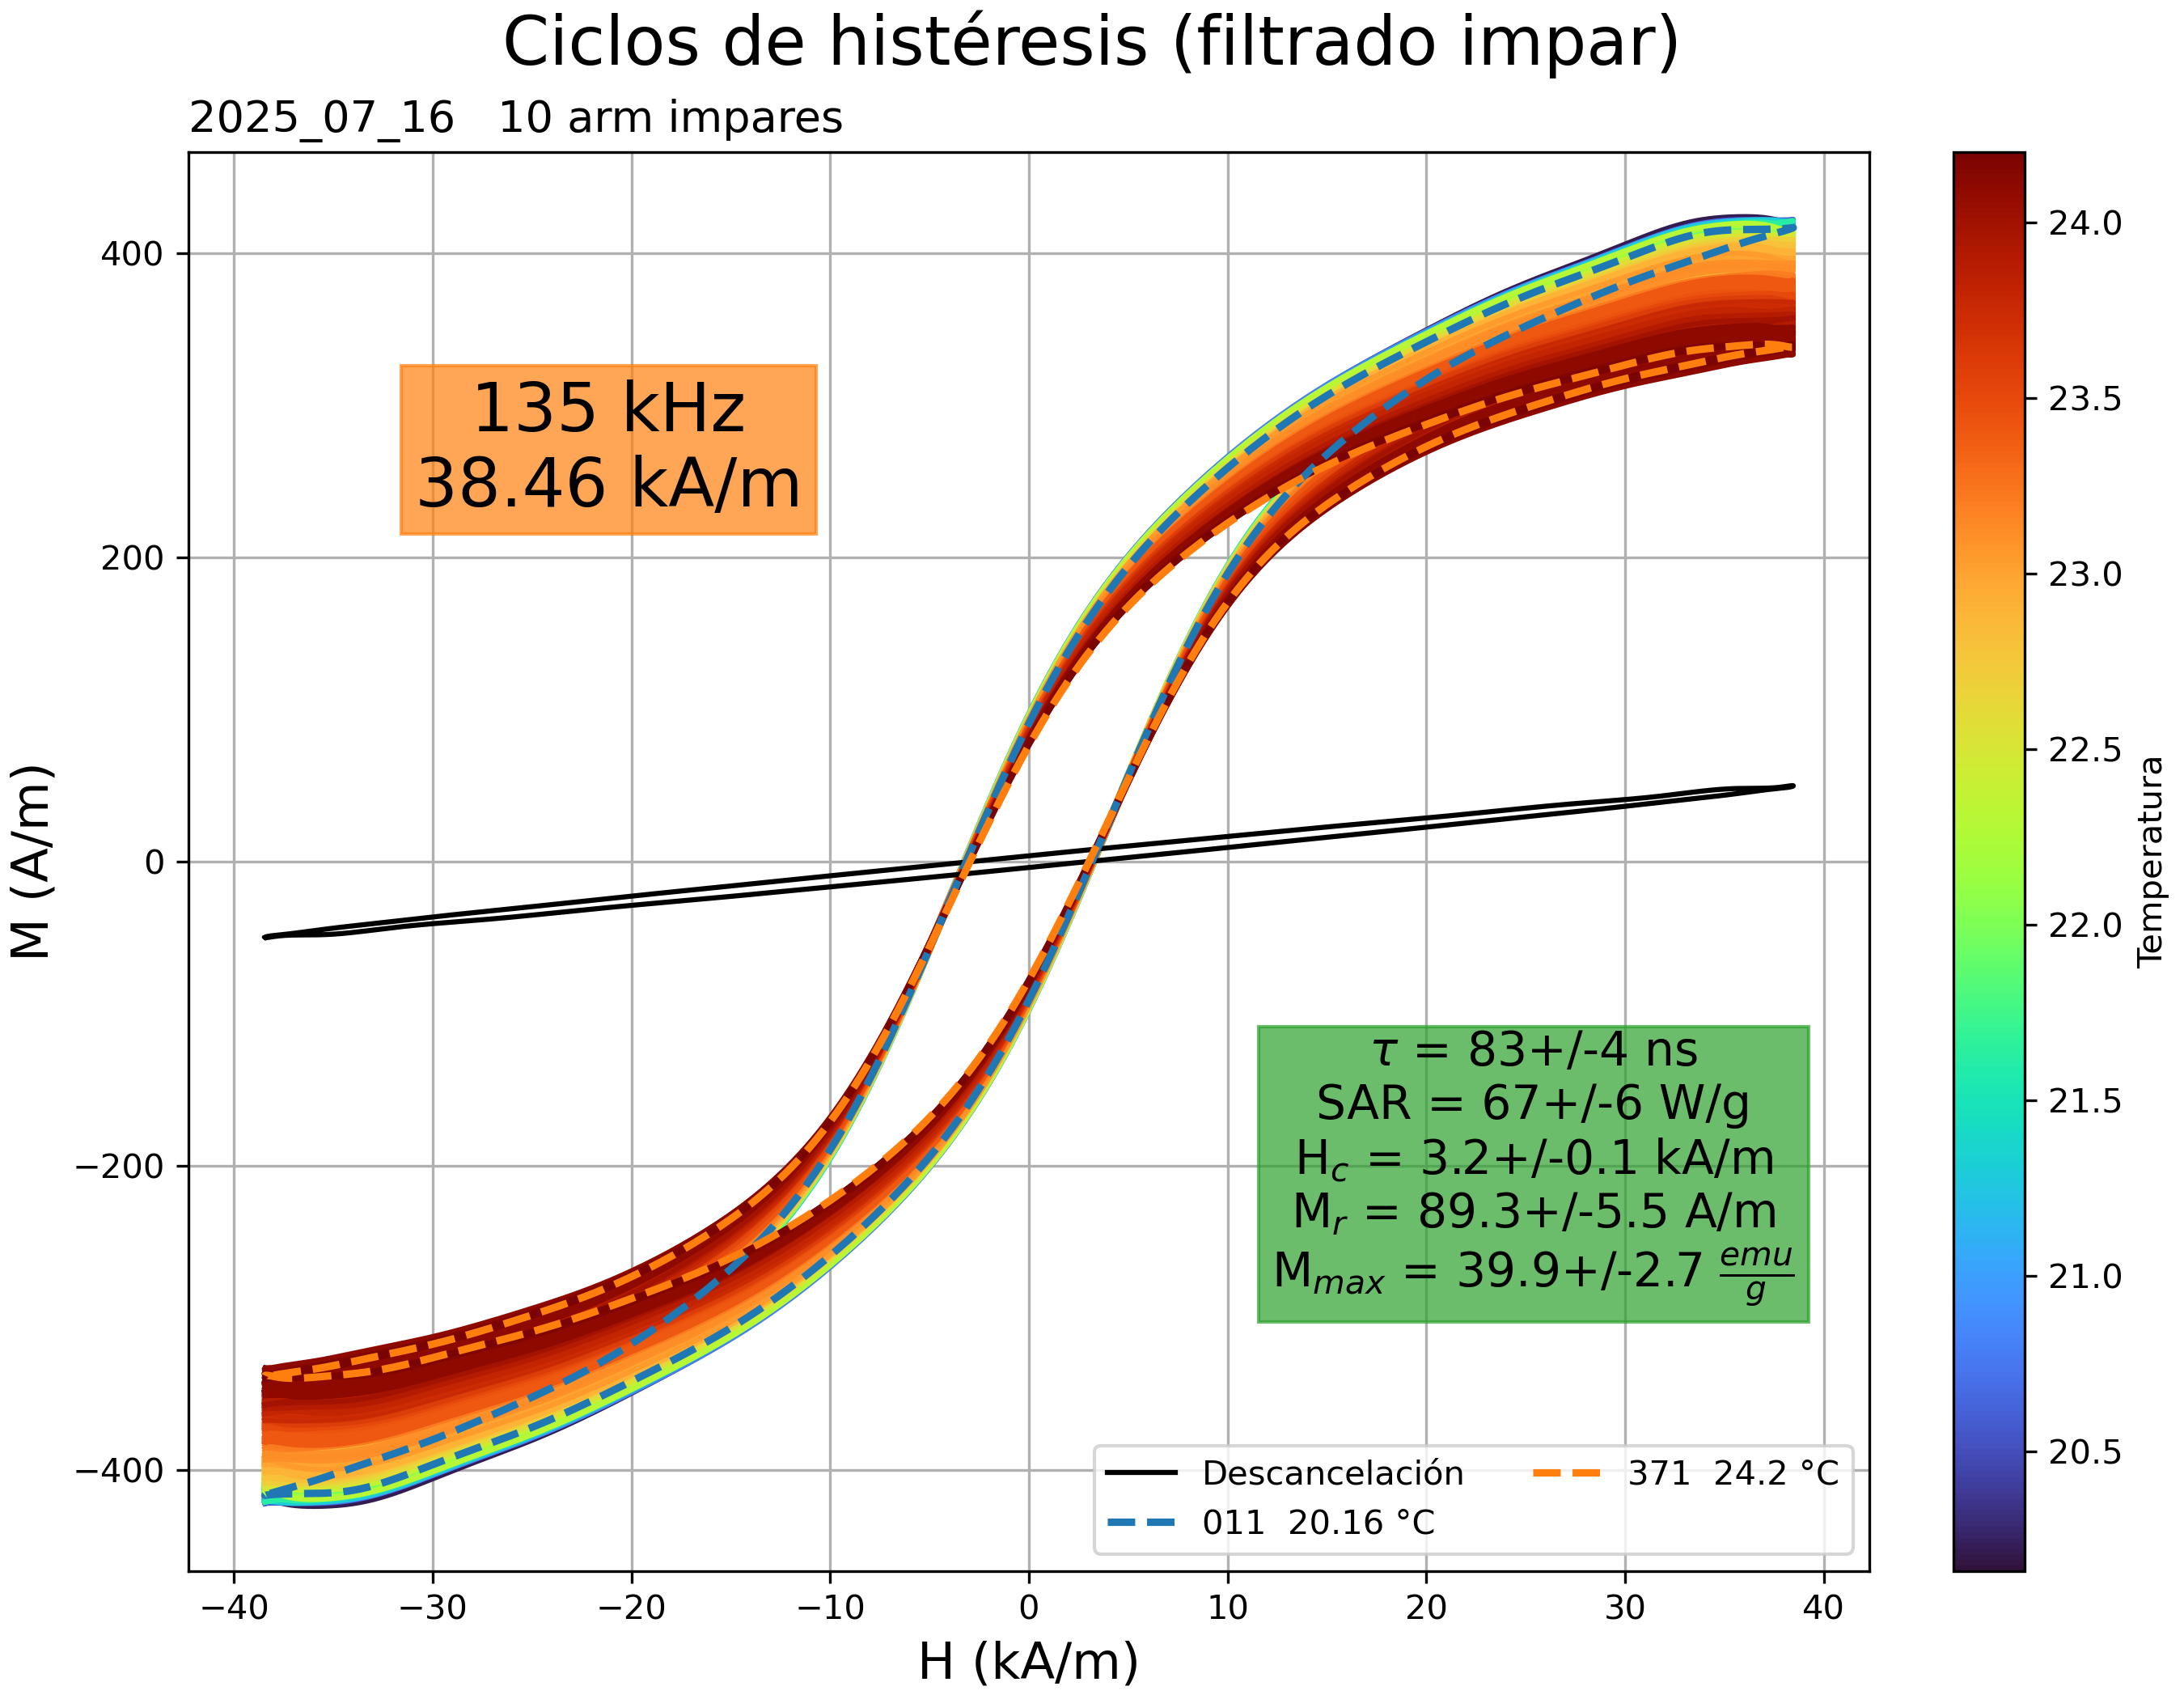 Ciclos de histéresis (filtrado impar)
2025_07_16   10 arm impares
400
200
0
−200
−400
M (A/m)
135 kHz
38.46 kA/m
τ = 83+/-4 ns
SAR = 67+/-6 W/g
H_c = 3.2+/-0.1 kA/m
M_r = 89.3+/-5.5 A/m
M_max = 39.9+/-2.7 emu/g
Descancelación
011  20.16 °C
371  24.2 °C
−40 −30 −20 −10 0 10 20 30 40
H (kA/m)
24.0
23.5
23.0
22.5
22.0
21.5
21.0
20.5
Temperatura